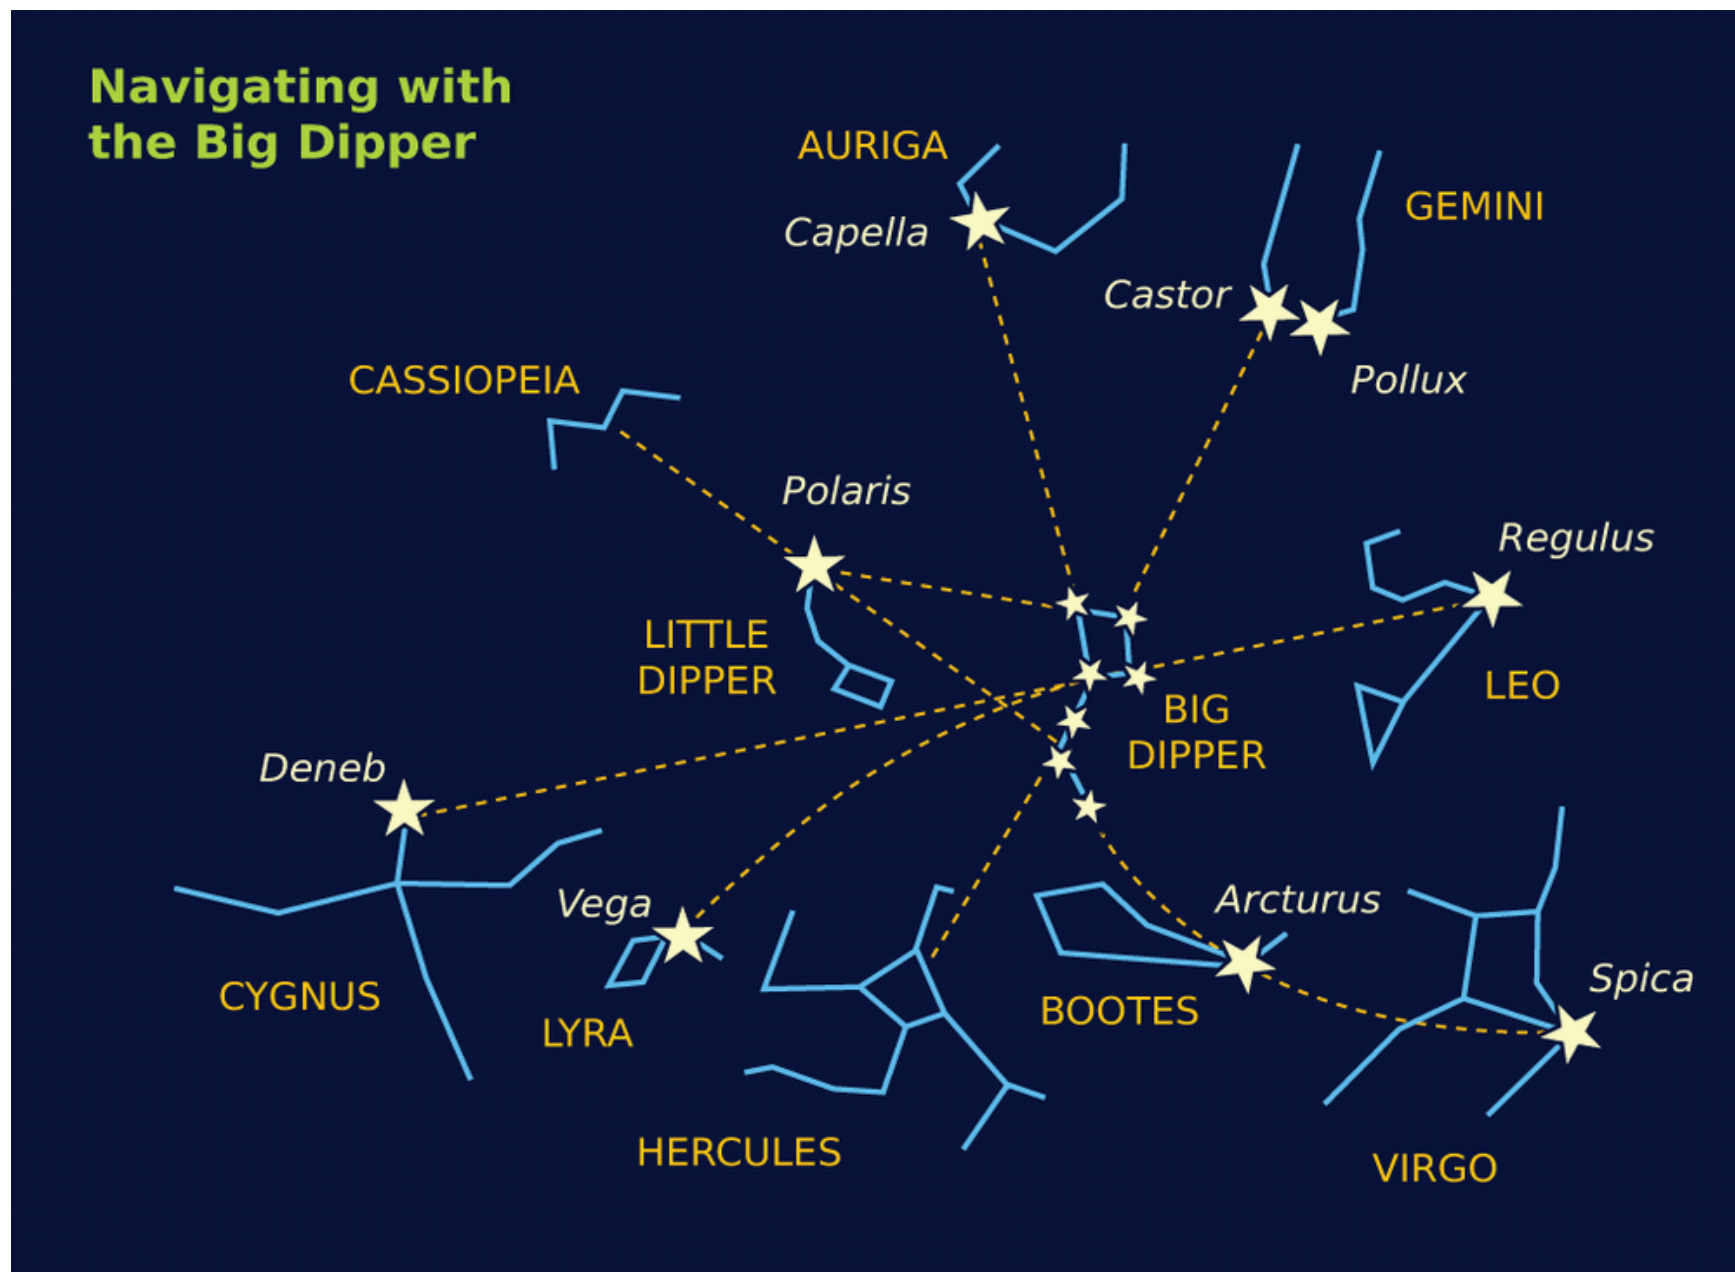 Navigating with
the Big Dipper
AURIGA
Capella
GEMINI
Castor
Pollux
CASSIOPEIA
Polaris
Regulus
LITTLE
DIPPER
LEO
BIG
DIPPER
Deneb
Vega
Arcturus
Spica
CYGNUS
LYRA
BOOTES
HERCULES
VIRGO